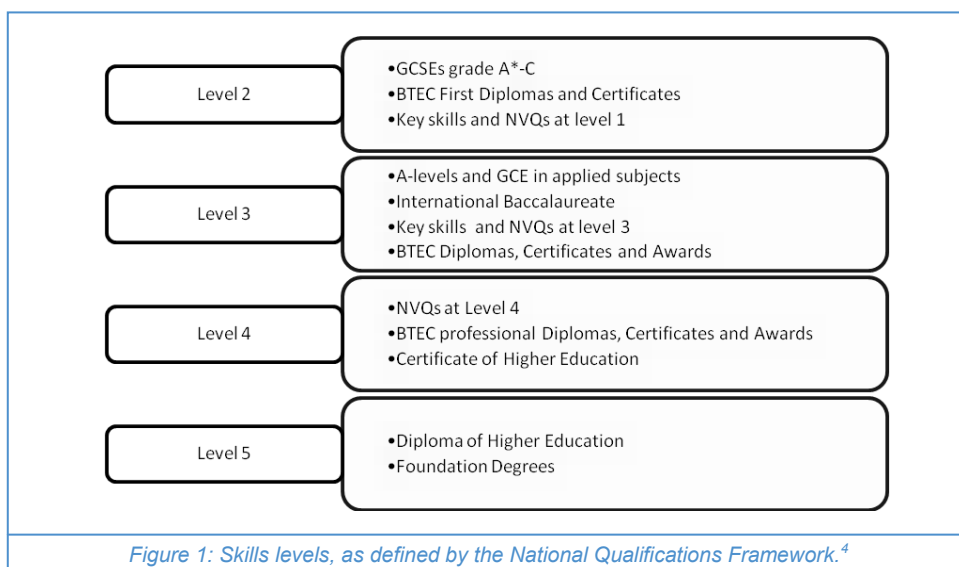 Level 2
•GCSEs grade A*-C
•BTEC First Diplomas and Certificates
•Key skills and NVQs at level 1
Level 3
•A-levels and GCE in applied subjects
•International Baccalaureate
•Key skills and NVQs at level 3
•BTEC Diplomas, Certificates and Awards
Level 4
•NVQs at Level 4
•BTEC professional Diplomas, Certificates and Awards
•Certificate of Higher Education
Level 5
•Diploma of Higher Education
•Foundation Degrees
Figure 1: Skills levels, as defined by the National Qualifications Framework.4